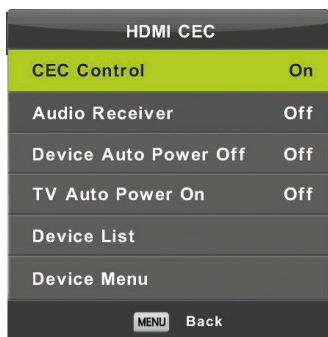 HDMI CEC
CEC Control On
Audio Receiver Off
Device Auto Power Off Off
TV Auto Power On Off
Device List
Device Menu
MENU Back